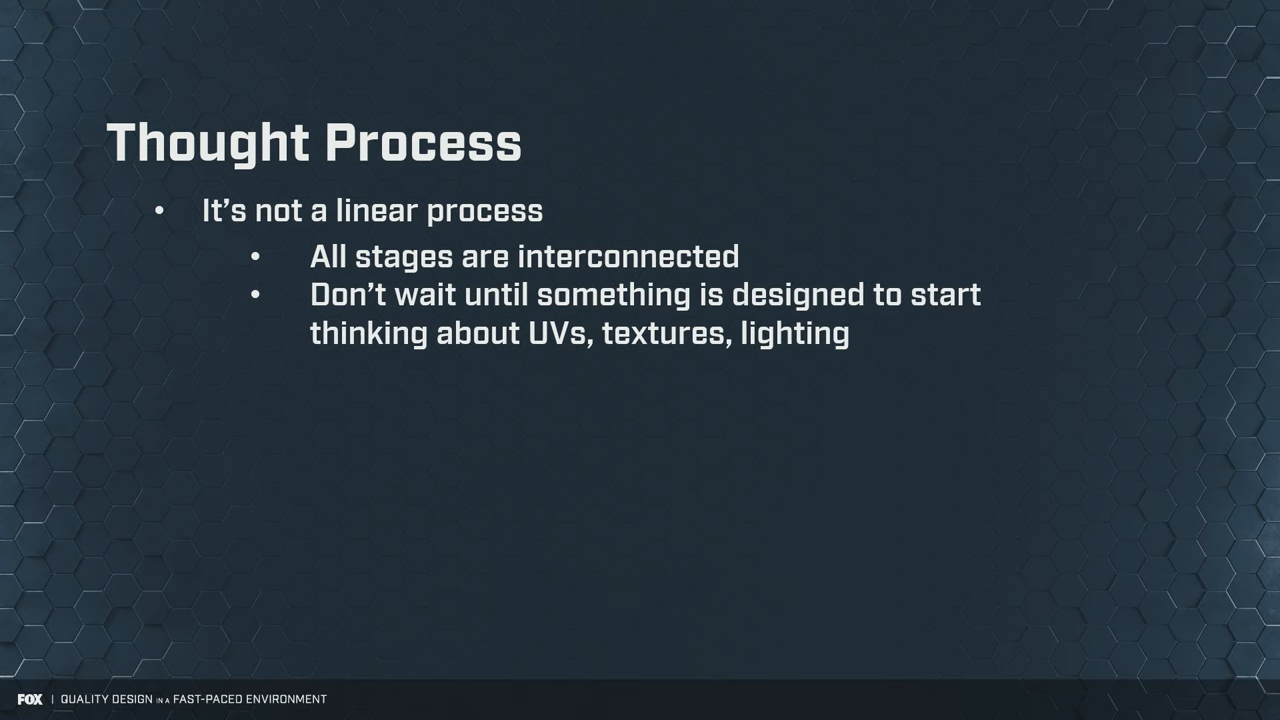 Thought Process
• It's not a linear process
• All stages are interconnected
• Don't wait until something is designed to start
thinking about UVs, textures, lighting
FOX | QUALITY DESIGN IN A FAST-PACED ENVIRONMENT